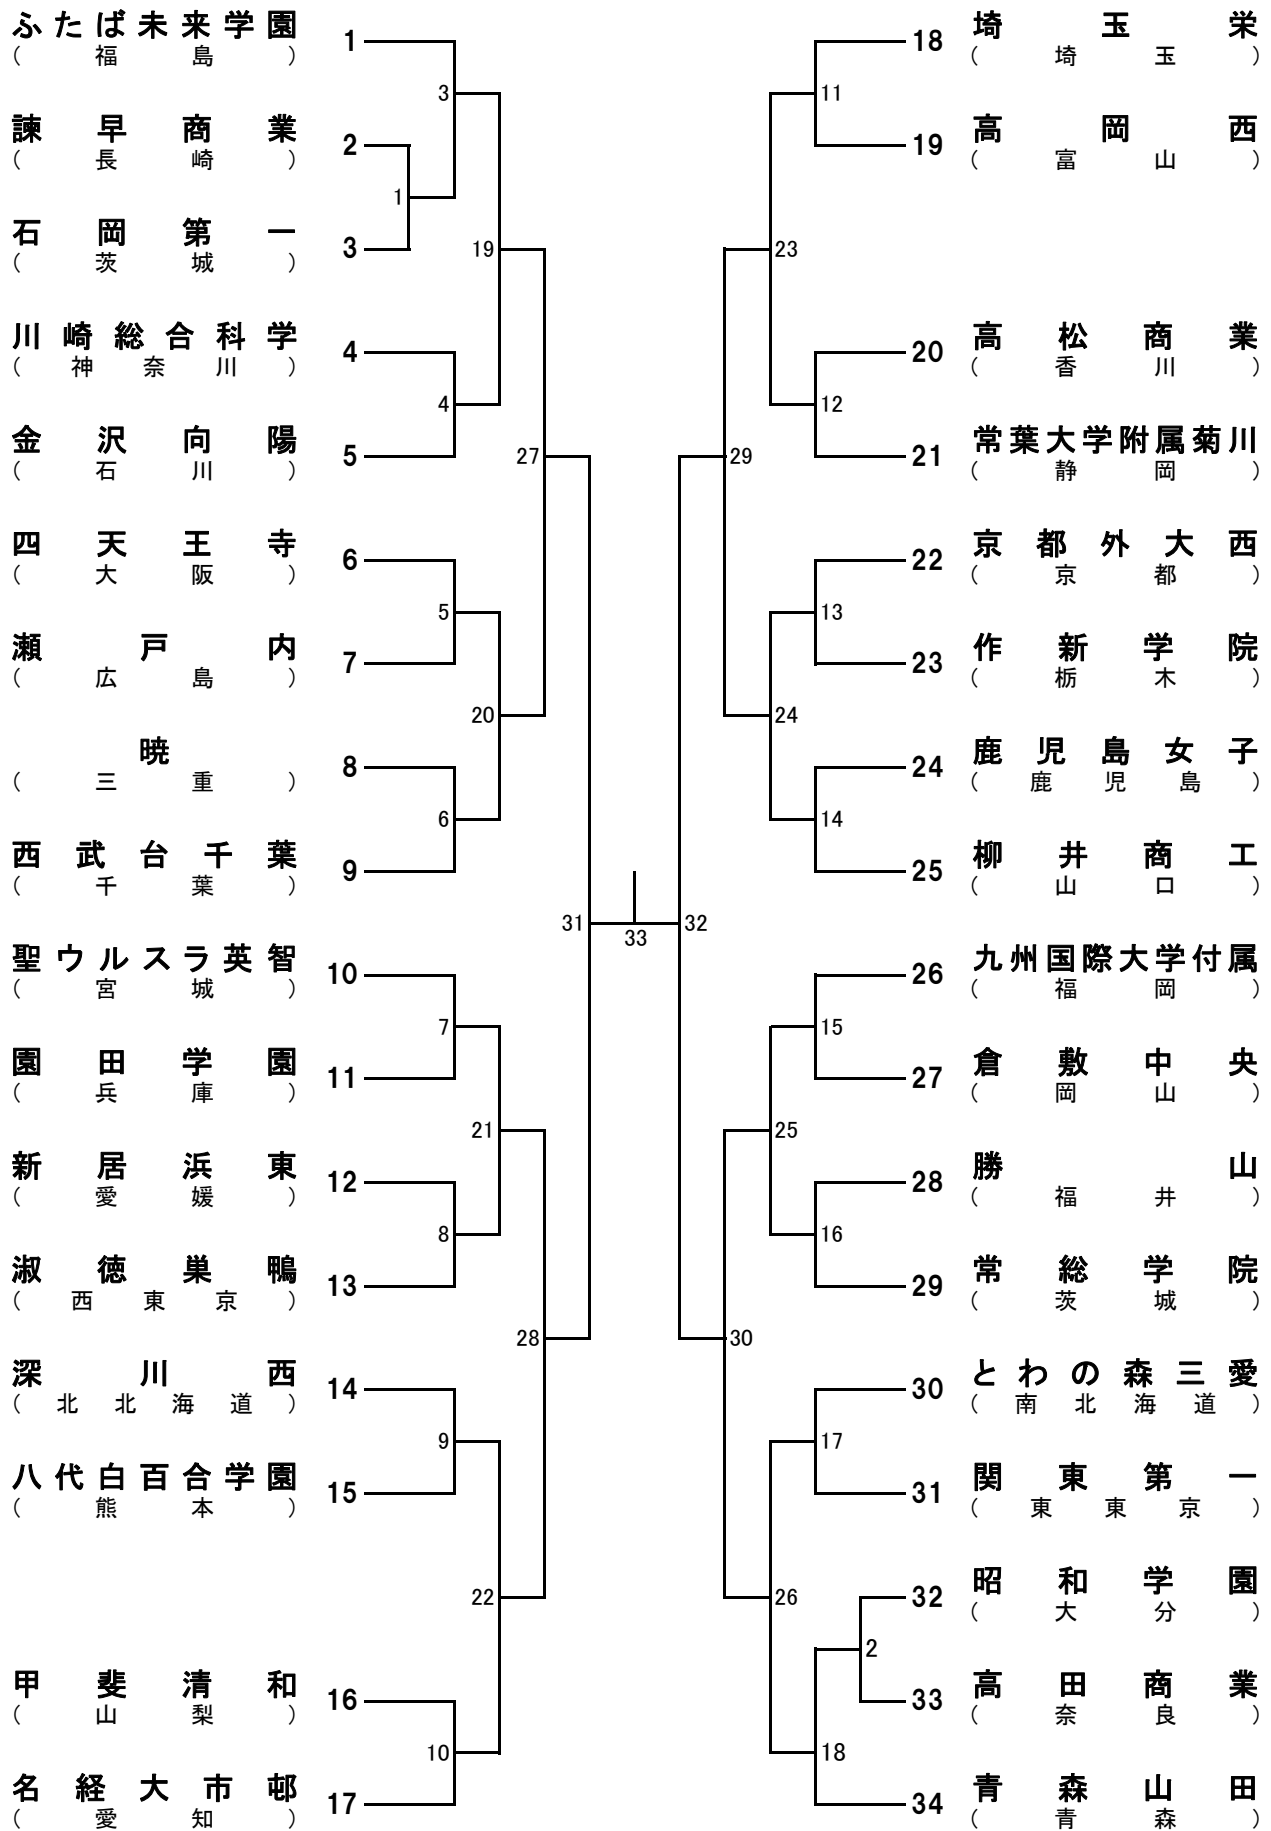 ふたば未来学園 1
(福島)
3
諫早商業 2
(長崎)
1
石岡第一 3
(茨城)
19
川崎総合科学 4
(神奈川)
4
金沢向陽 5
(石川)
27
四天王寺 6
(大阪)
5
瀬戸内 7
(広島)
20
暁 8
(三重)
6
西武台千葉 9
(千葉)
31
聖ウルスラ英智 10
(宮城)
7
園田学園 11
(兵庫)
21
新居浜東 12
(愛媛)
8
淑徳巣鴨 13
(西東京)
28
深川西 14
(北北海道)
9
八代白百合学園 15
(熊本)
22
甲斐清和 16
(山梨)
10
名経大市邨 17
(愛知)
33
18 埼玉栄
(埼玉)
11
19 高岡西
(富山)
23
20 高松商業
(香川)
12
21 常葉大学附属菊川
(静岡)
29
22 京都外大西
(京都)
13
23 作新学院
(栃木)
24
24 鹿児島女子
(鹿児島)
14
25 柳井商工
(山口)
32
26 九州国際大学付属
(福岡)
15
27 倉敷中央
(岡山)
25
28 勝山
(福井)
16
29 常総学院
(茨城)
30
30 とわの森三愛
(南北海道)
17
31 関東第一
(東東京)
26
32 昭和学園
(大分)
2
33 高田商業
(奈良)
18
34 青森山田
(青森)